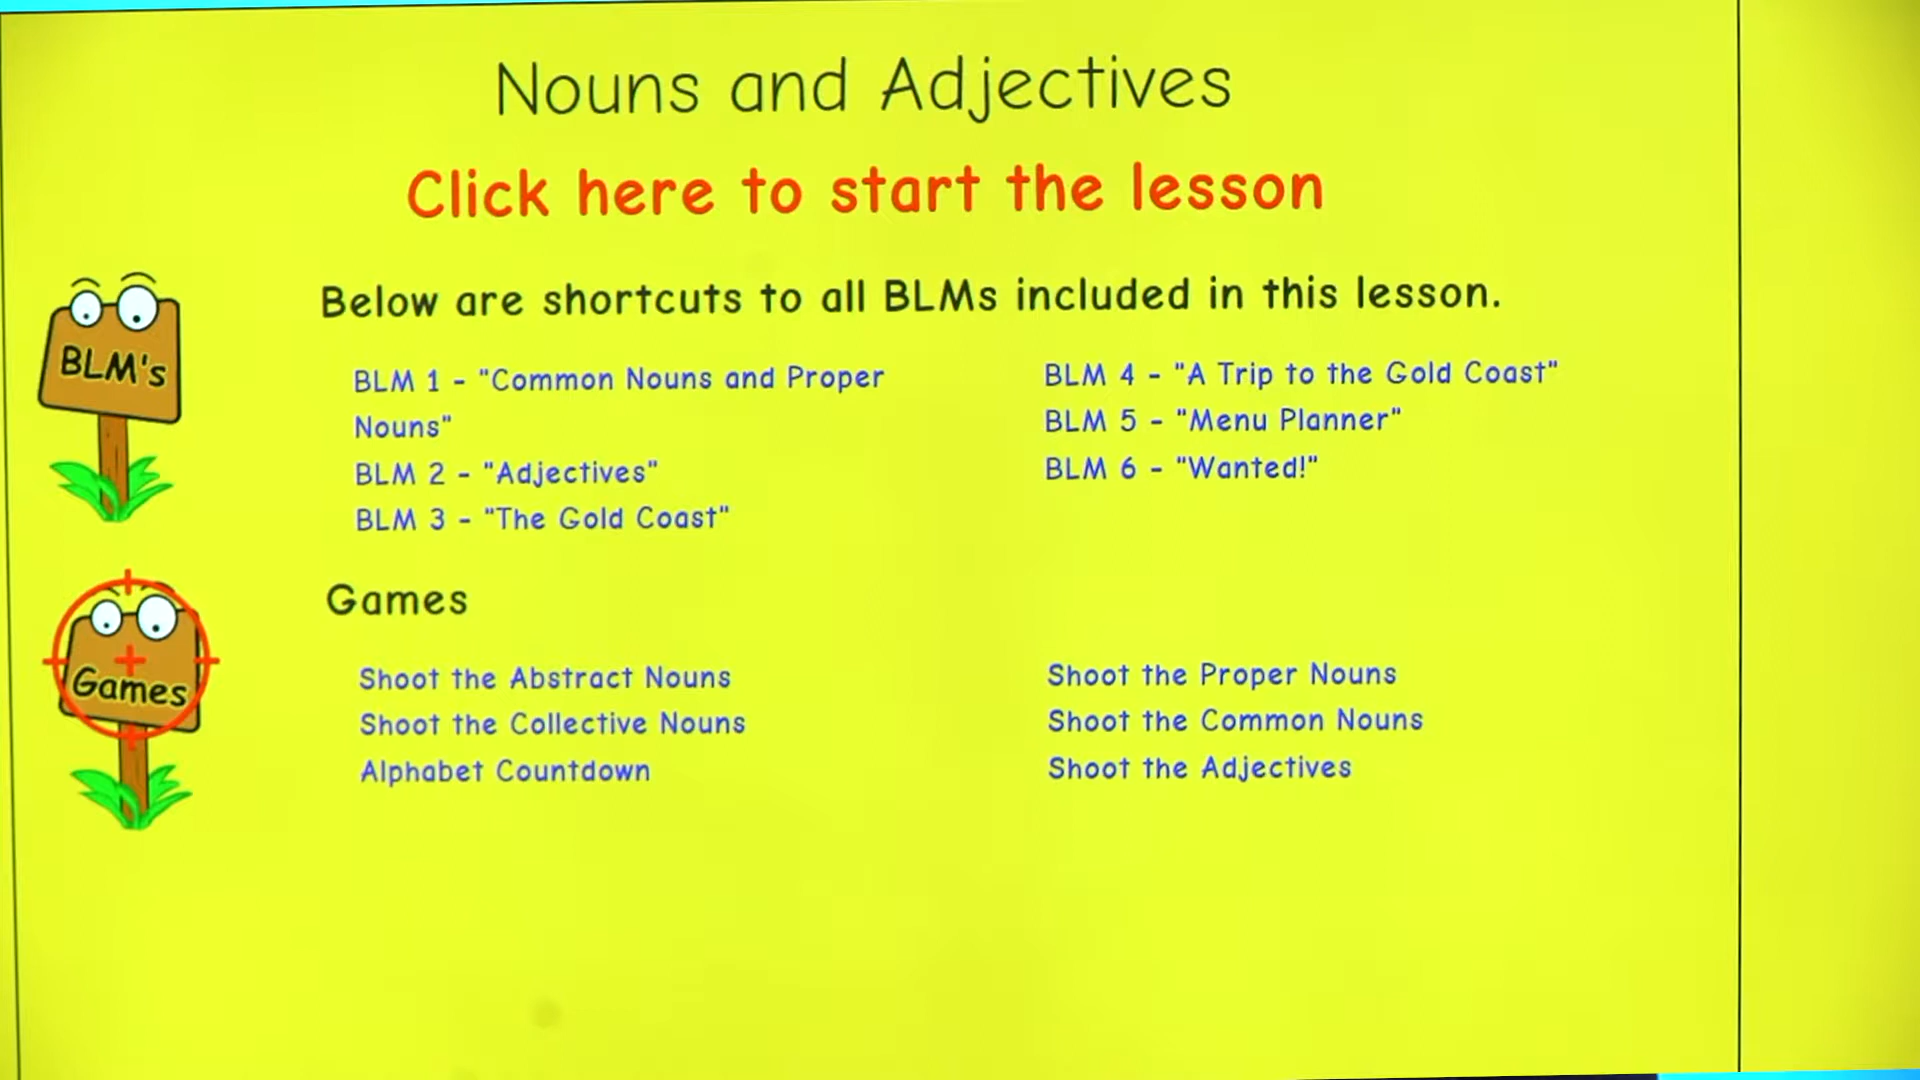 Nouns and Adjectives
Click here to start the lesson
Below are shortcuts to all BLMs included in this lesson.
BLM's
BLM 1 - "Common Nouns and Proper
Nouns"
BLM 2 - "Adjectives"
BLM 3 - "The Gold Coast"
BLM 4 - "A Trip to the Gold Coast"
BLM 5 - "Menu Planner"
BLM 6 - "Wanted!"
Games
Games
Shoot the Abstract Nouns
Shoot the Collective Nouns
Alphabet Countdown
Shoot the Proper Nouns
Shoot the Common Nouns
Shoot the Adjectives